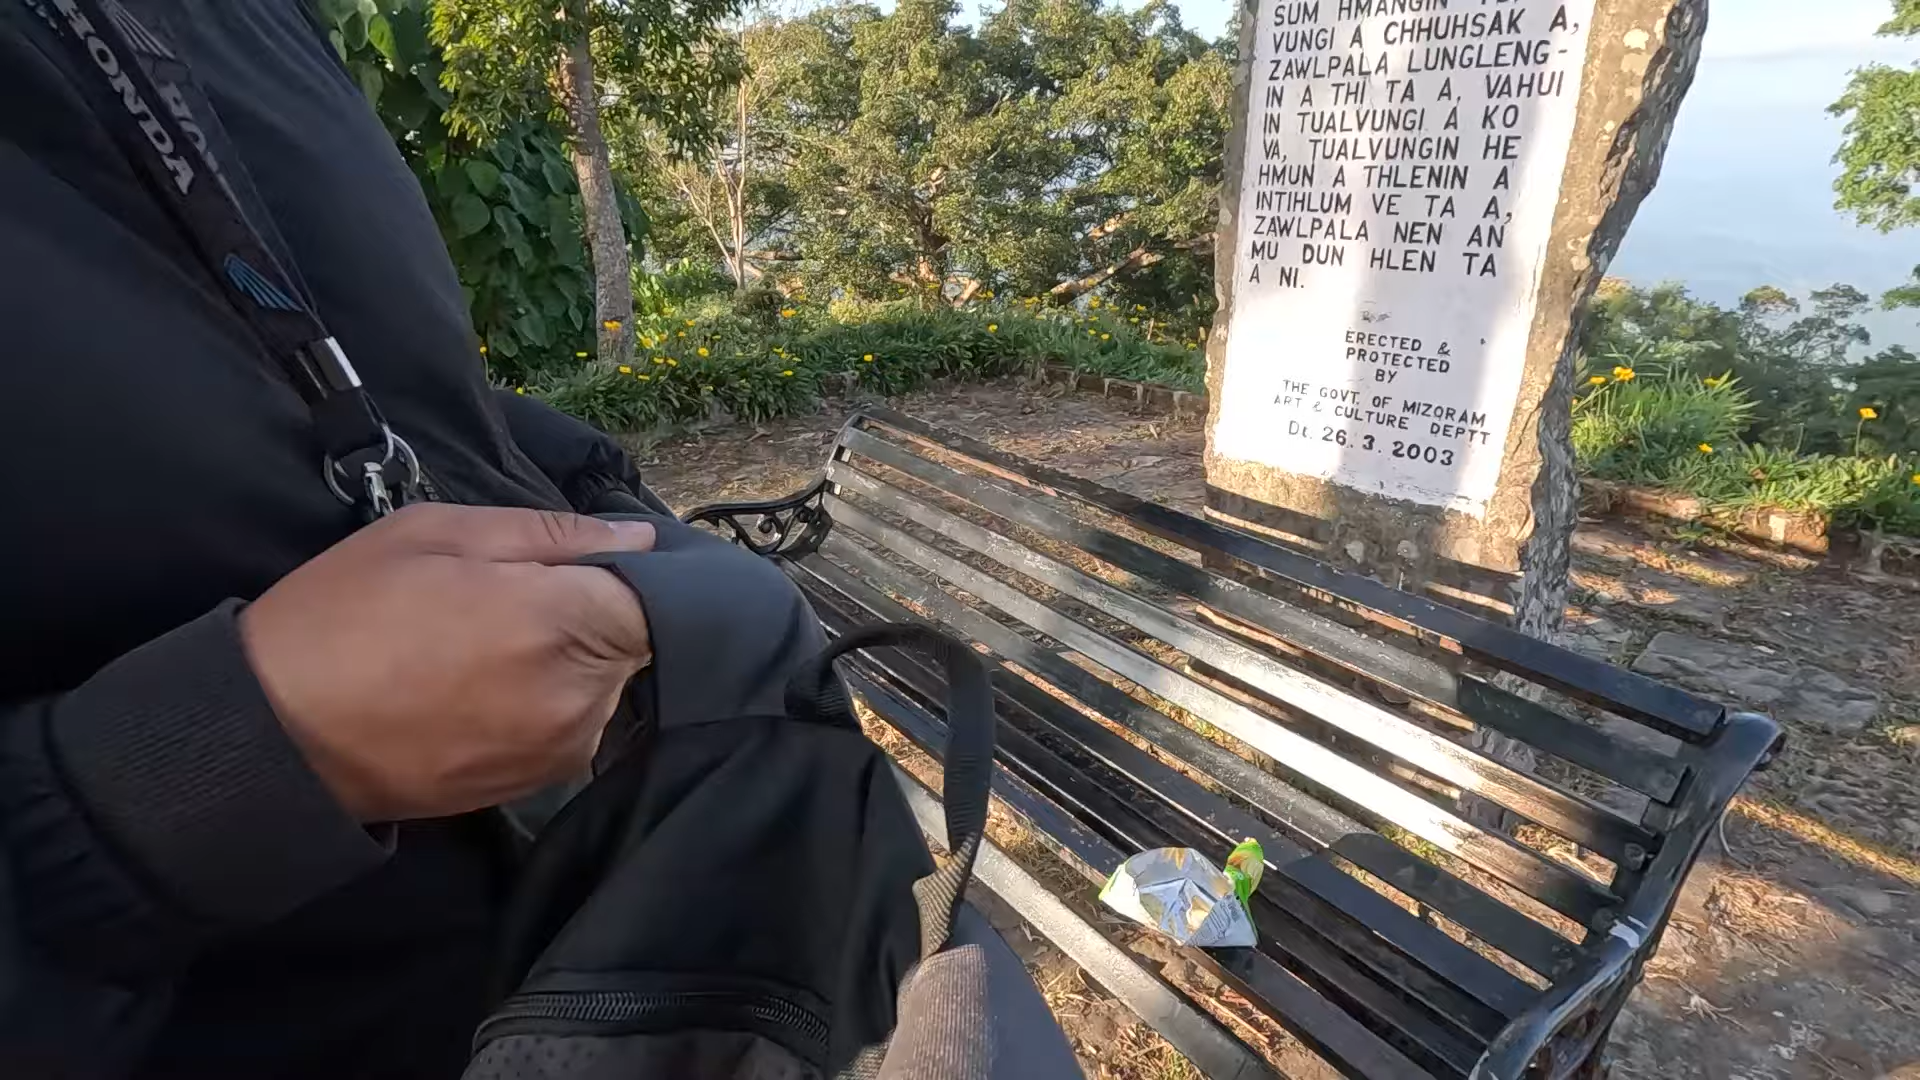 HONDA
SUM HMANGIN
VUNGI A CHHUHSAK A,
ZAWLPALA LUNGLENG-
IN A THI TA A, VAHUI
IN TUALVUNGI A KO
VA, TUALVUNGIN HE
HMUN A THLENIN A
INTIHLUM VE TA A,
ZAWLPALA NEN AN
MU DUN HLEN TA
A NI.
ERECTED &
PROTECTED
BY
THE GOVT. OF MIZORAM
ART & CULTURE DEPTT
Dt. 26.3.2003